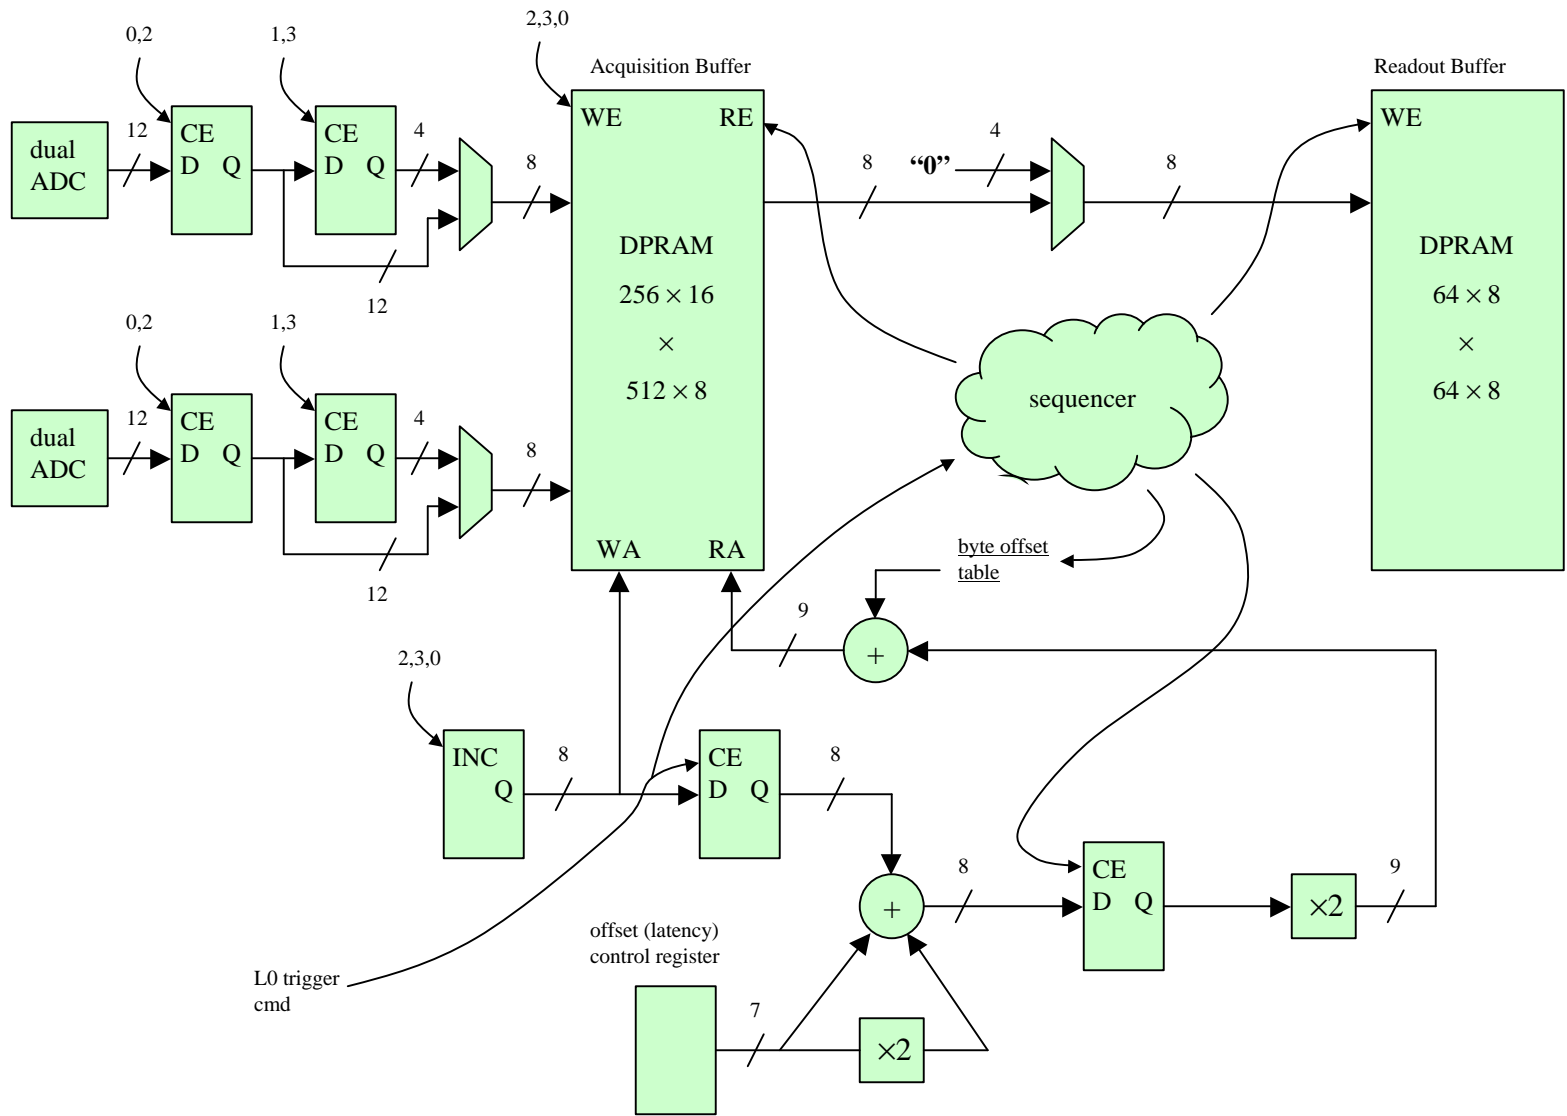 0,2
1,3
2,3,0
Acquisition Buffer
Readout Buffer
dual
ADC
12
CE
D Q
CE
D Q
4
12
8
WE RE
8
“0”
4
8
WE
DPRAM
256 × 16
×
512 × 8
DPRAM
64 × 8
×
64 × 8
0,2
1,3
dual
ADC
12
CE
D Q
CE
D Q
4
12
8
WA RA
sequencer
byte offset
table
9
+
2,3,0
INC
Q
8
CE
D Q
8
L0 trigger
cmd
offset (latency)
control register
7
×2
+
8
CE
D Q
×2
9